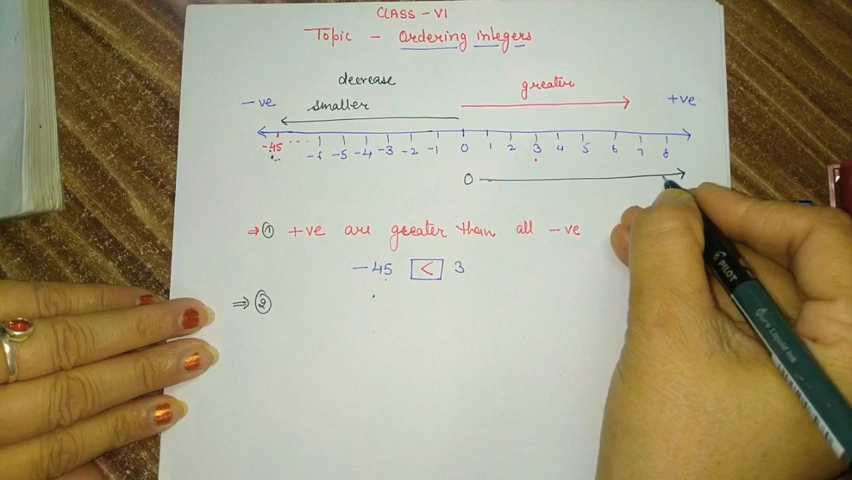 CLASS - VI
Topic - Ordering integers
decrease greater
-ve smaller +ve
-45 .... -6 -5 -4 -3 -2 -1 0 1 2 3 4 5 6 7 8
0
⇒ ① +ve are greater than all -ve
-45 < 3
⇒ ②
PILOT